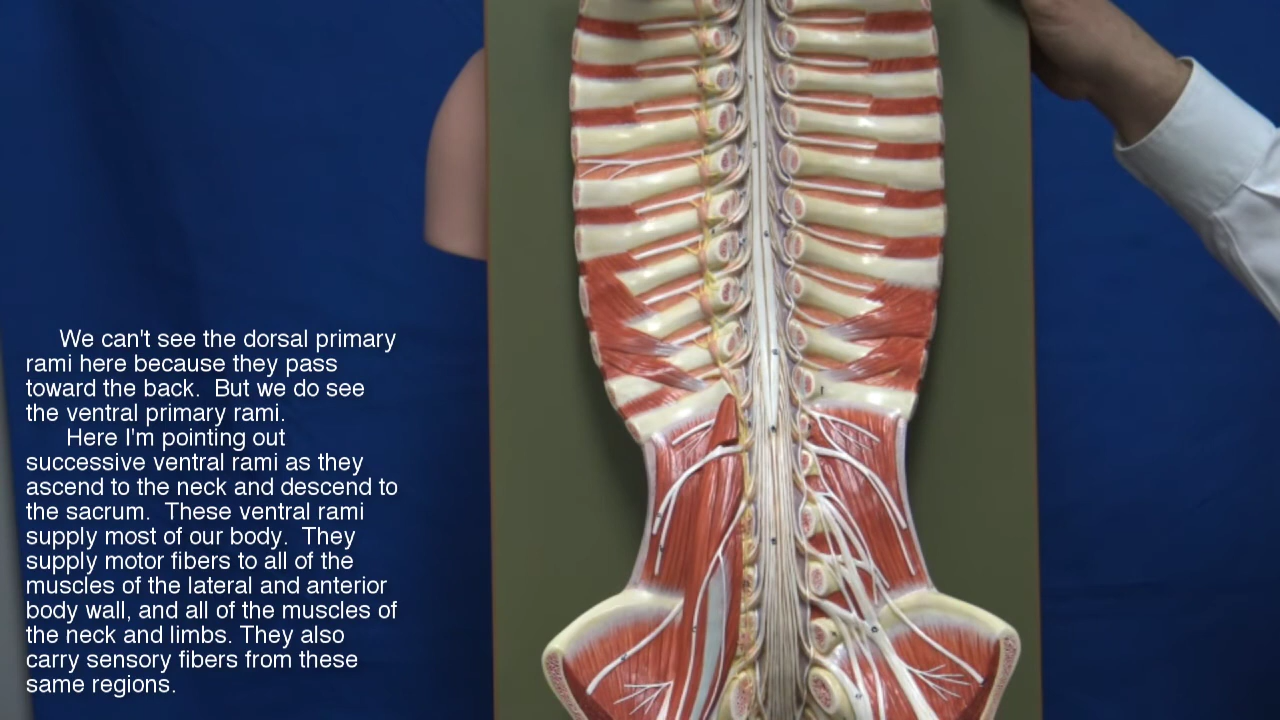 We can't see the dorsal primary
rami here because they pass
toward the back.  But we do see
the ventral primary rami.
Here I'm pointing out
successive ventral rami as they
ascend to the neck and descend to
the sacrum.  These ventral rami
supply most of our body.  They
supply motor fibers to all of the
muscles of the lateral and anterior
body wall, and all of the muscles of
the neck and limbs. They also
carry sensory fibers from these
same regions.